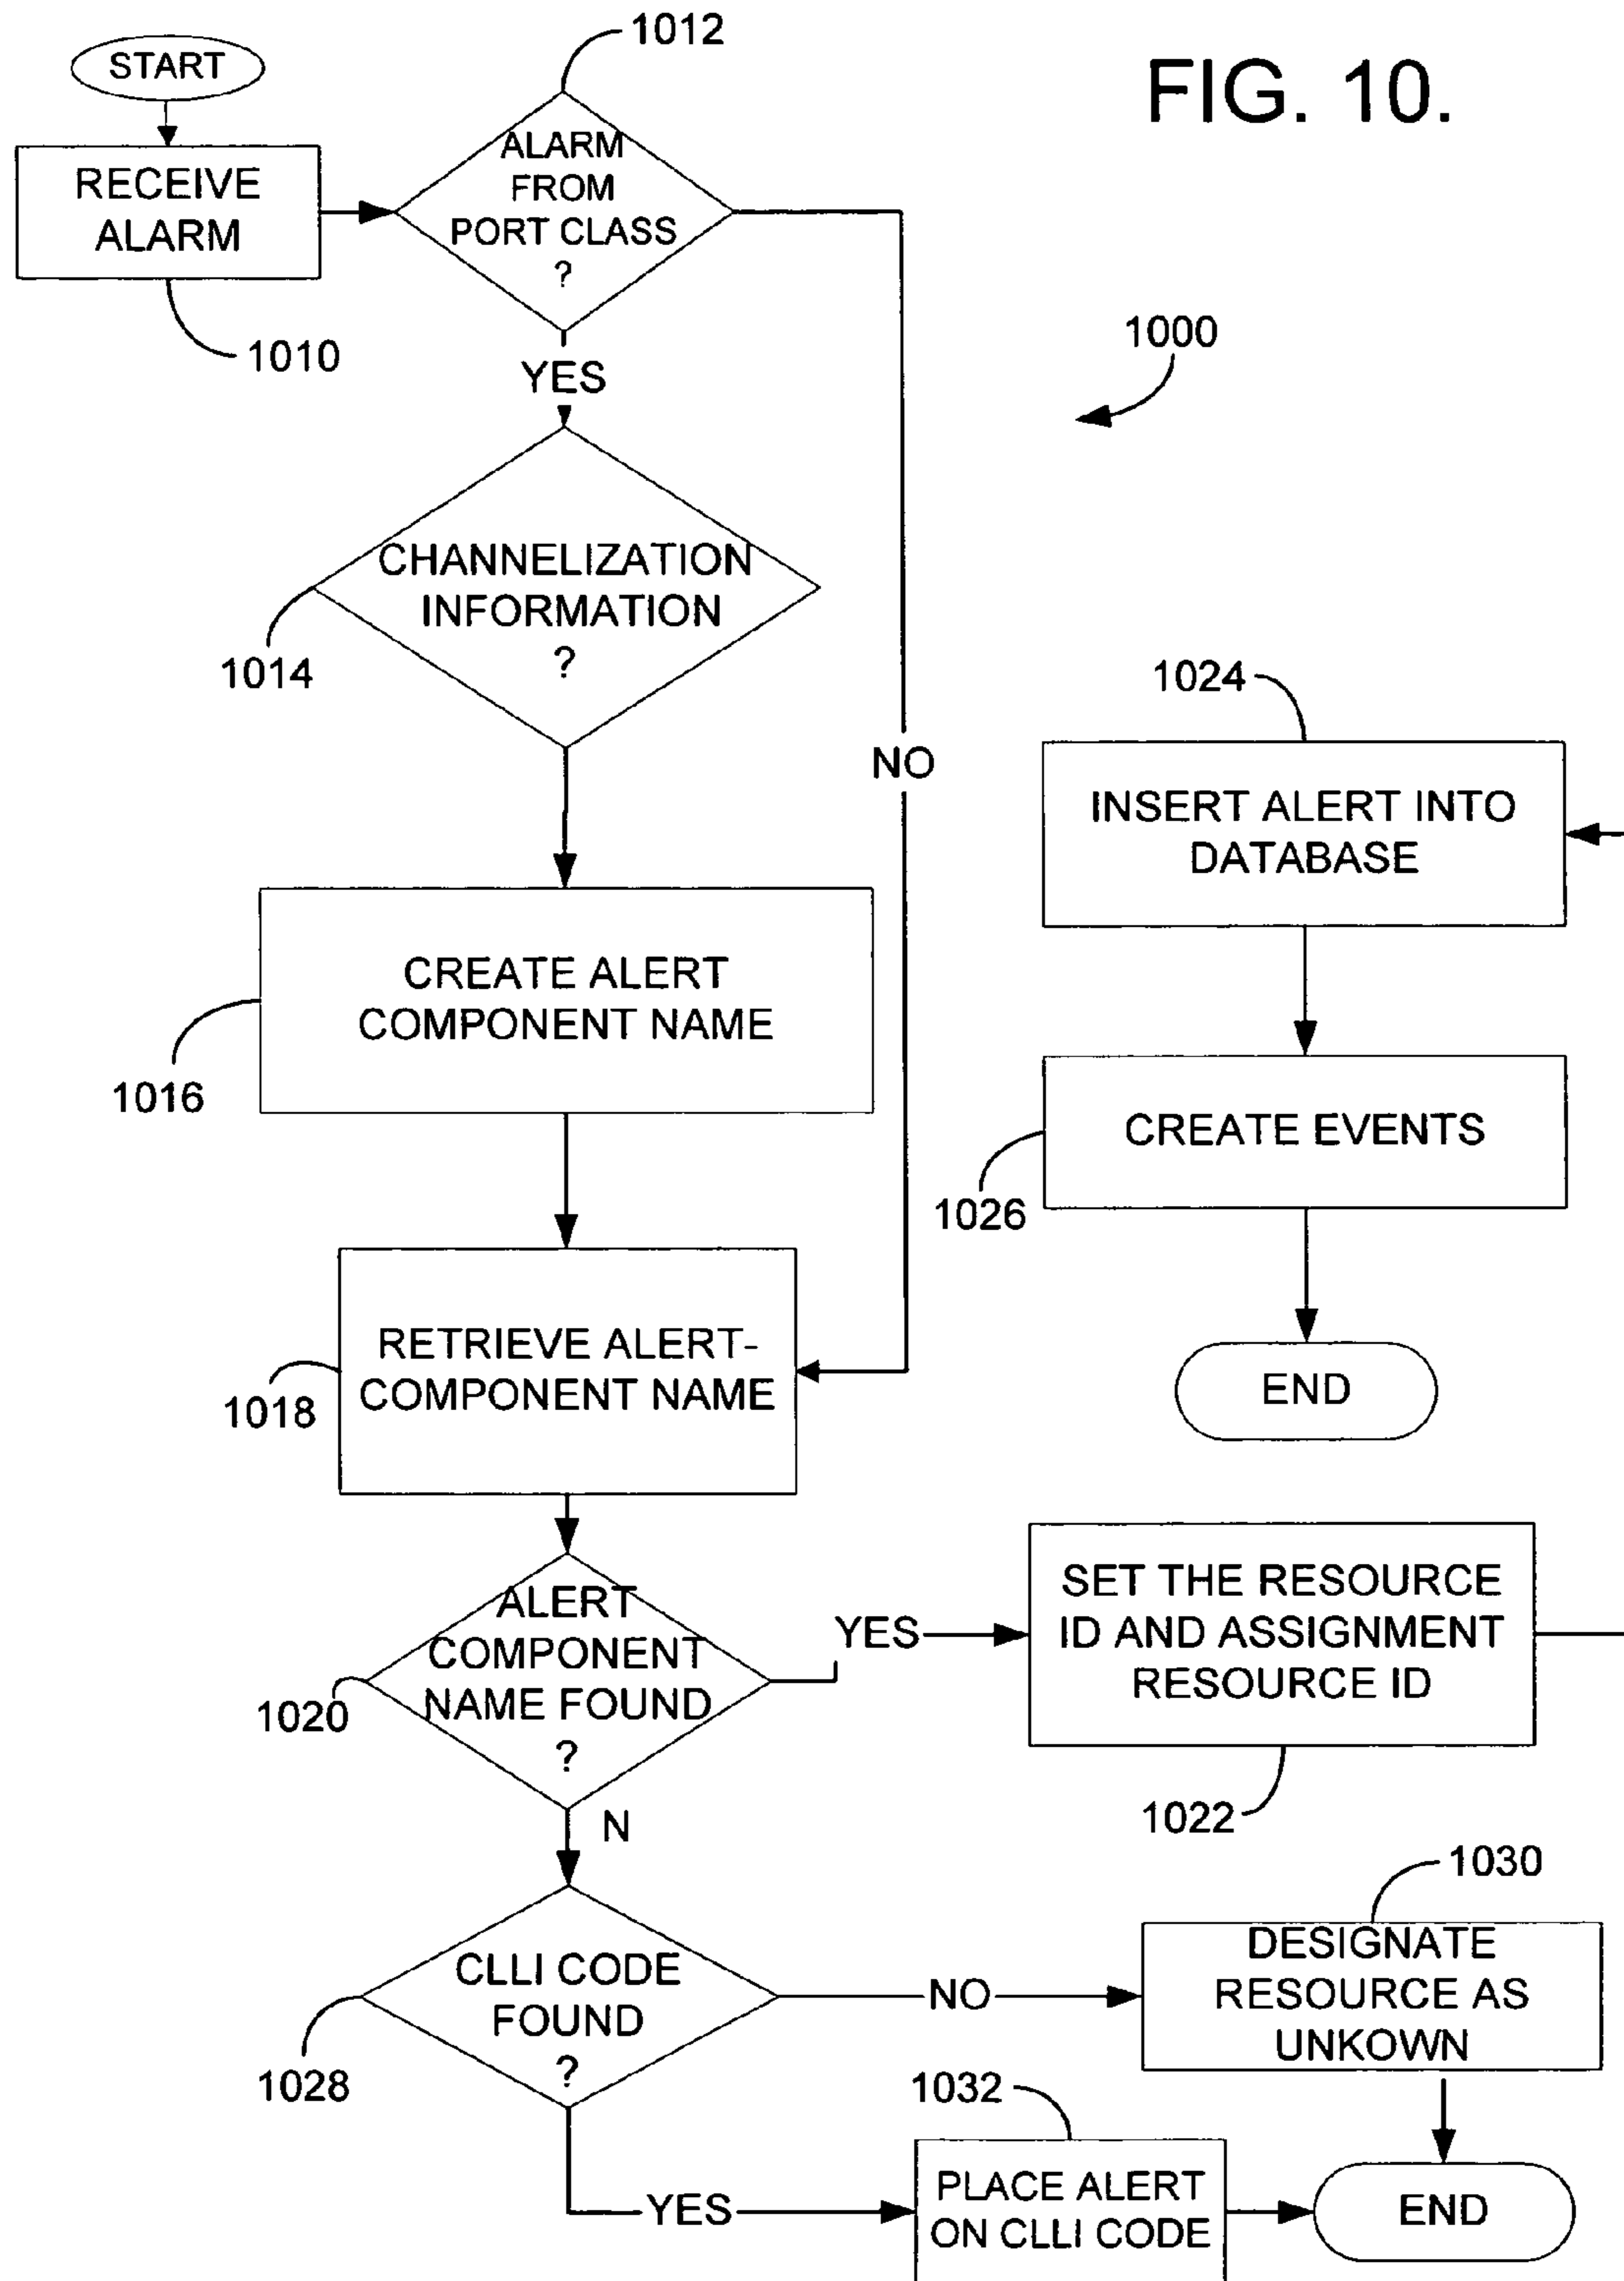 FIG. 10.
START
RECEIVE
ALARM
1010
1012
ALARM
FROM
PORT CLASS
?
YES
NO
1000
CHANNELIZATION
INFORMATION
?
1014
CREATE ALERT
COMPONENT NAME
1016
RETRIEVE ALERT-
COMPONENT NAME
1018
ALERT
COMPONENT
NAME FOUND
?
1020
YES
N
SET THE RESOURCE
ID AND ASSIGNMENT
RESOURCE ID
1022
1024
INSERT ALERT INTO
DATABASE
CREATE EVENTS
1026
END
CLLI CODE
FOUND
?
1028
NO
1030
DESIGNATE
RESOURCE AS
UNKOWN
YES
1032
PLACE ALERT
ON CLLI CODE
END